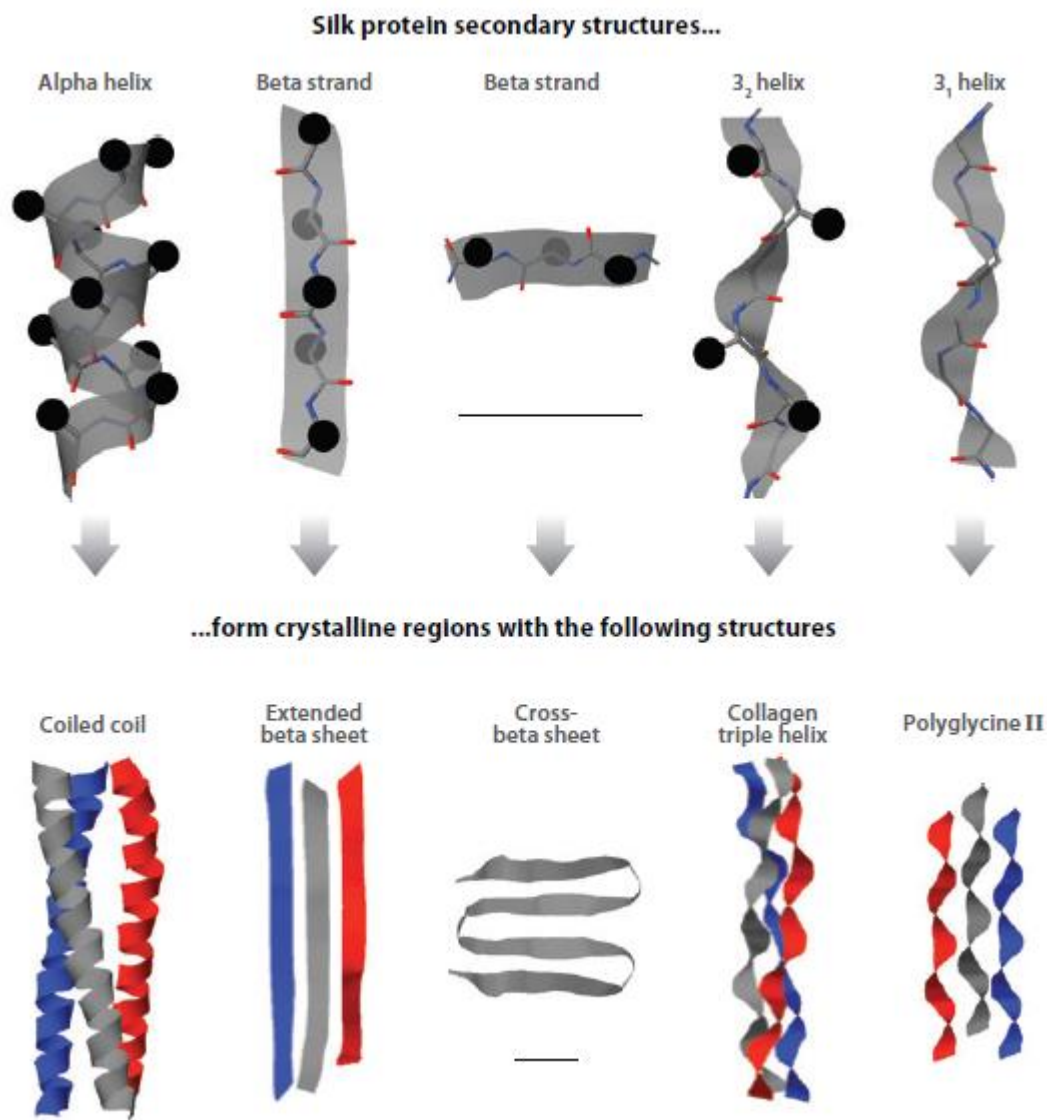 Silk protein secondary structures...
Alpha helix
Beta strand
Beta strand
3₂ helix
3₁ helix
...form crystalline regions with the following structures
Coiled coil
Extended
beta sheet
Cross-
beta sheet
Collagen
triple helix
Polyglycine II